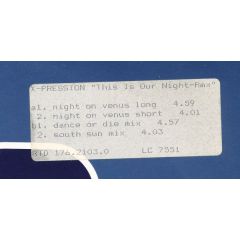 X-PRESSION "This Is Our Night-Rmx"
a1. night on venus long 4.59
2. night on venus short 4.01
b1. dance or die mix 4.57
2. south sun mix 4.03
RTD 176.2103.0 LC 7551